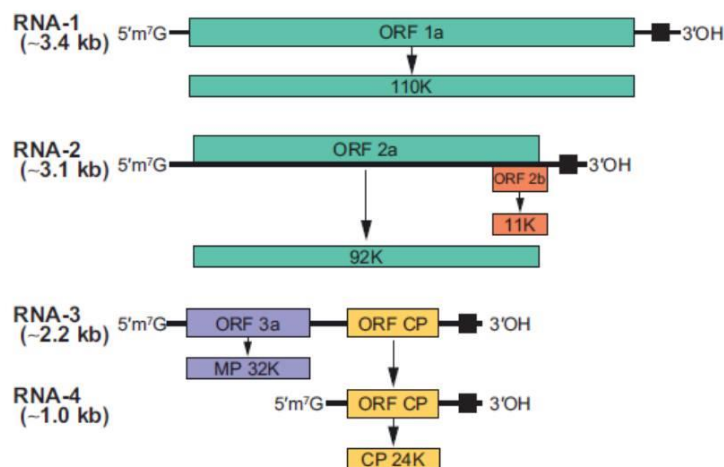 RNA-1
(~3.4 kb)
5′m⁷G
ORF 1a
3′OH
110K
RNA-2
(~3.1 kb)
5′m⁷G
ORF 2a
3′OH
ORF 2b
11K
92K
RNA-3
(~2.2 kb)
5′m⁷G
ORF 3a
ORF CP
3′OH
MP 32K
RNA-4
(~1.0 kb)
5′m⁷G
ORF CP
3′OH
CP 24K